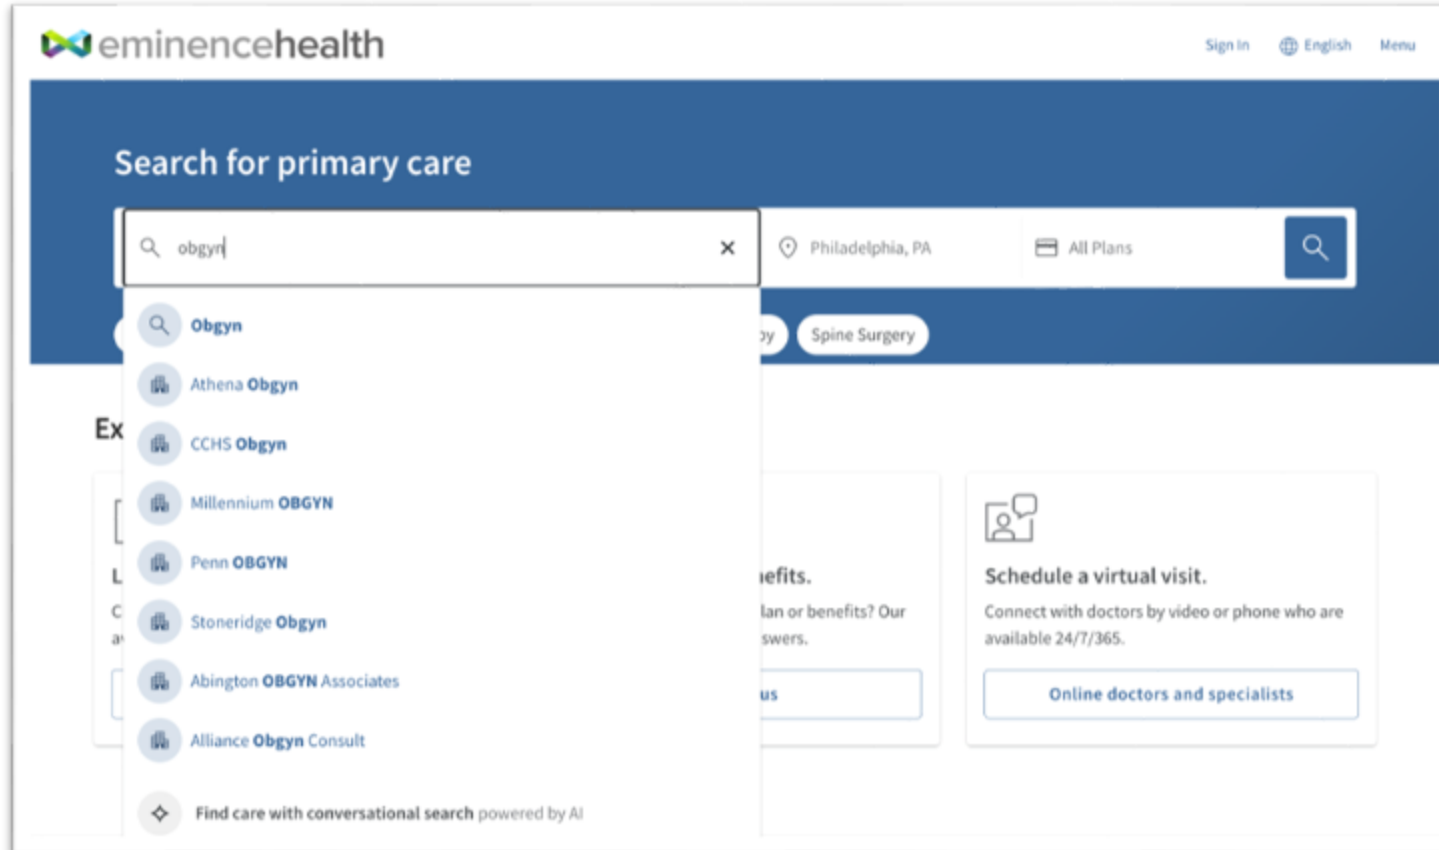 eminencehealth
Sign In English Menu
Search for primary care
obgyn
Philadelphia, PA
All Plans
Obgyn
Spine Surgery
Athena Obgyn
CCHS Obgyn
Millennium OBGYN
Penn OBGYN
Stoneridge Obgyn
Abington OBGYN Associates
Alliance Obgyn Consult
Find care with conversational search powered by AI
lan or benefits? Our
swers.
us
Schedule a virtual visit.
Connect with doctors by video or phone who are
available 24/7/365.
Online doctors and specialists